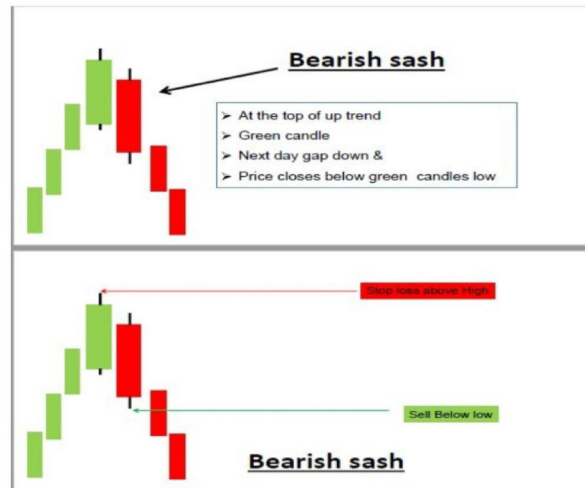 Bearish sash
➤ At the top of up trend
➤ Green candle
➤ Next day gap down &
➤ Price closes below green candles low
Stop loss above High
Sell Below low
Bearish sash